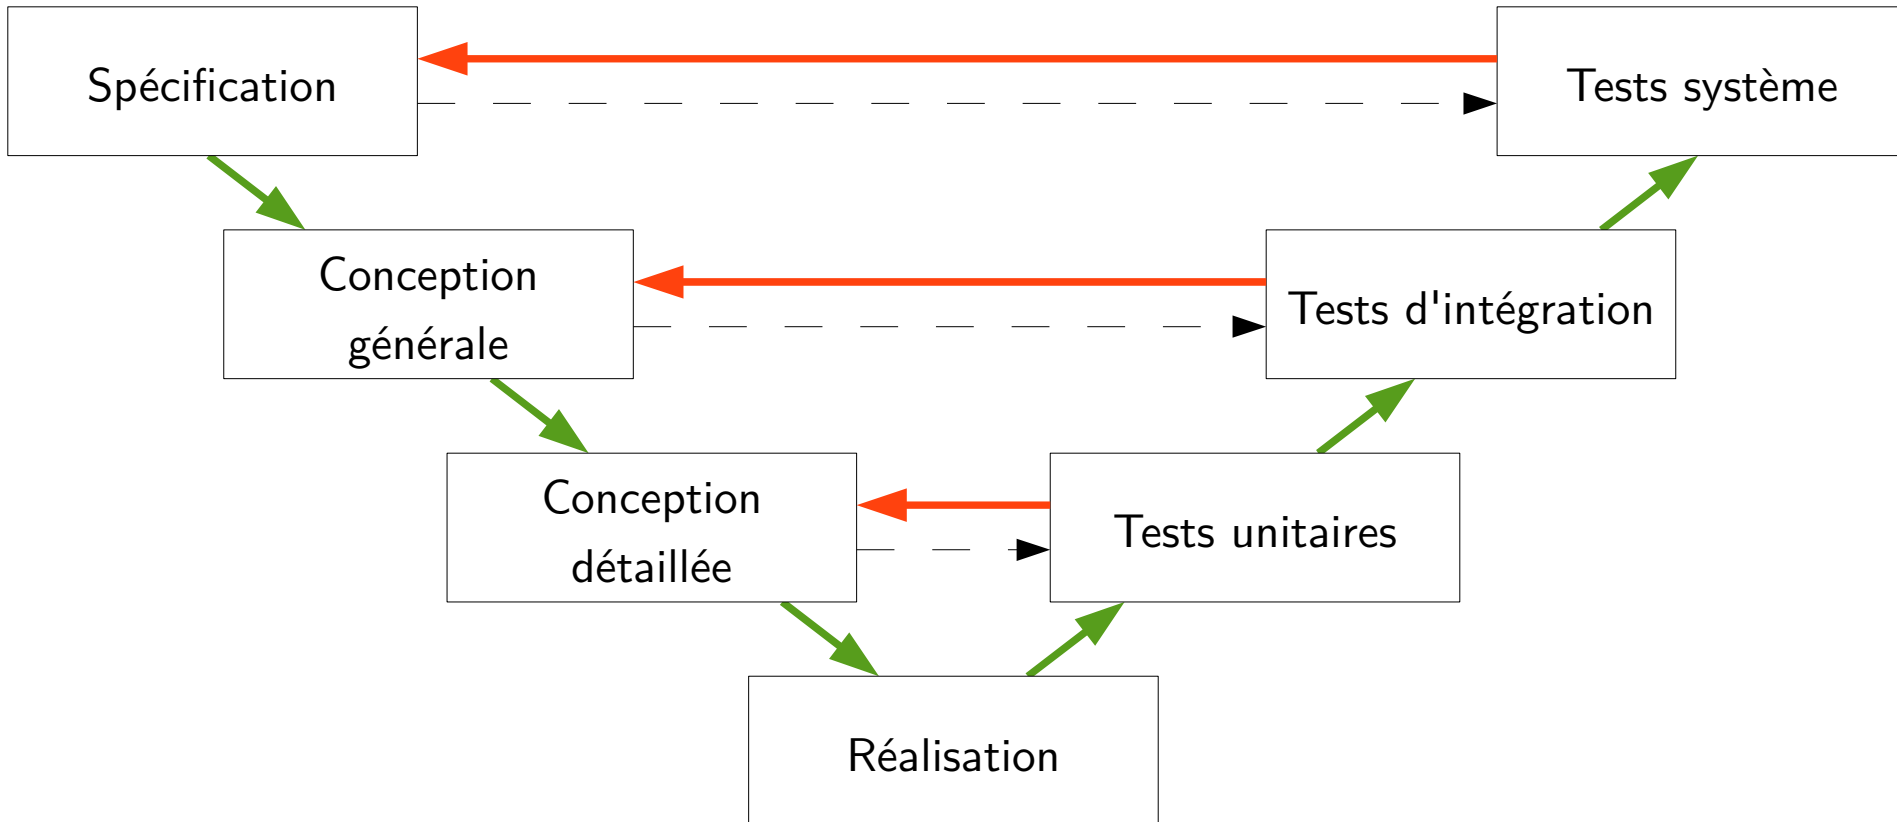 Spécification
Tests système
Conception
générale
Tests d'intégration
Conception
détaillée
Tests unitaires
Réalisation